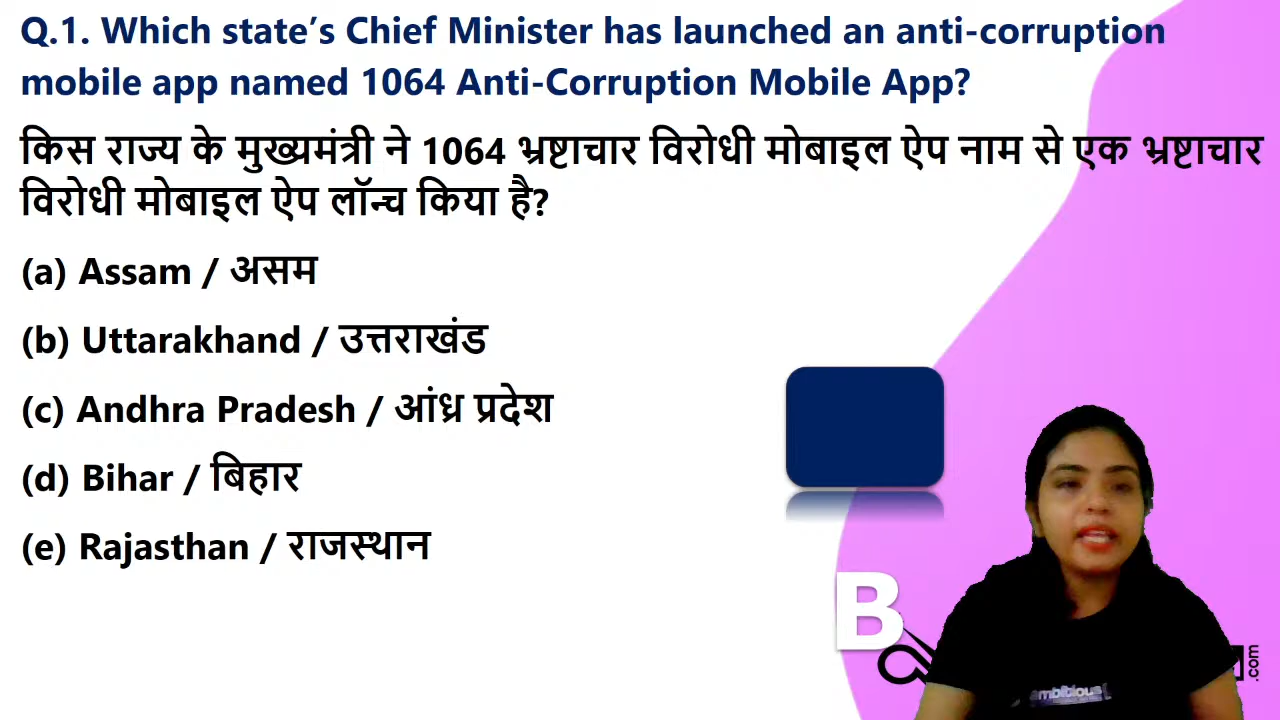 Q.1. Which state’s Chief Minister has launched an anti-corruption
mobile app named 1064 Anti-Corruption Mobile App?
किस राज्य के मुख्यमंत्री ने 1064 भ्रष्टाचार विरोधी मोबाइल ऐप नाम से एक भ्रष्टाचार
विरोधी मोबाइल ऐप लॉन्च किया है?
(a) Assam / असम
(b) Uttarakhand / उत्तराखंड
(c) Andhra Pradesh / आंध्र प्रदेश
(d) Bihar / बिहार
(e) Rajasthan / राजस्थान
B
.com
ambitious